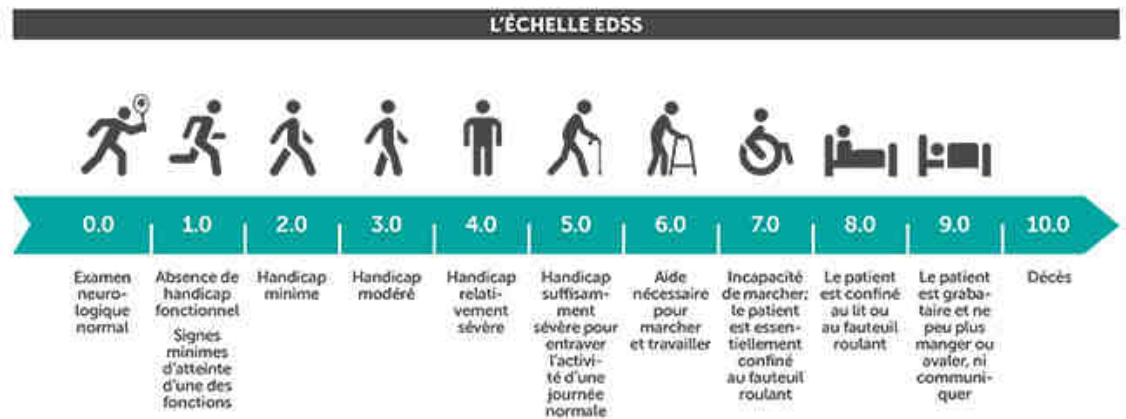 L'ÉCHELLE EDSS
0.0
1.0
2.0
3.0
4.0
5.0
6.0
7.0
8.0
9.0
10.0
Examen
neuro-
logique
normal
Absence de
handicap
fonctionnel
Signes
minimes
d'atteinte
d'une des
fonctions
Handicap
minime
Handicap
modéré
Handicap
relati-
vement
sévère
Handicap
suffisam-
ment
sévère pour
entraver
l'activi-
té d'une
journée
normale
Aide
nécessaire
pour
marcher
et travailler
Incapacité
de marcher;
le patient
est essen-
tiellement
confiné
au fauteuil
roulant
Le patient
est confiné
au lit ou
au fauteuil
roulant
Le patient
est graba-
taire et ne
peu plus
manger ou
avaler, ni
communi-
quer
Décès